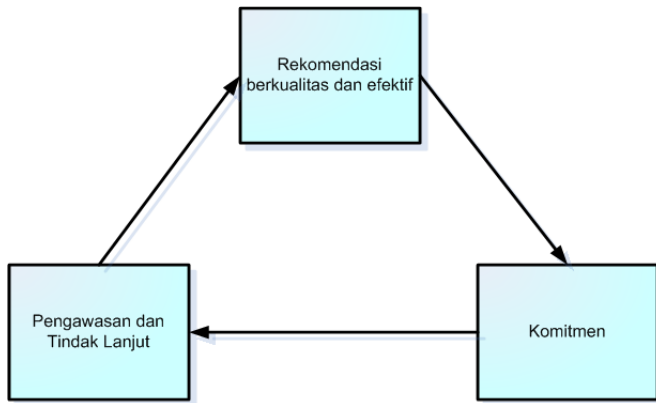 Rekomendasi
berkualitas dan efektif
Pengawasan dan
Tindak Lanjut
Komitmen